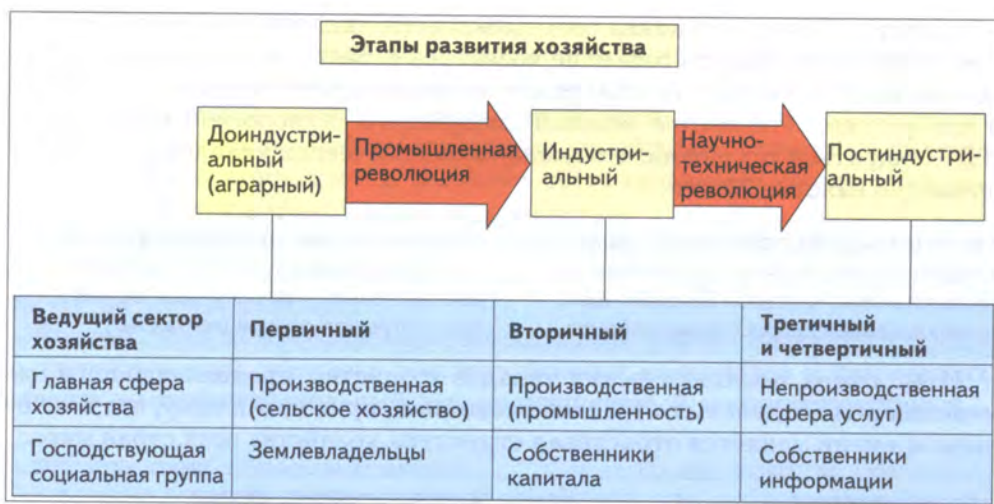 Этапы развития хозяйства
Доиндустри-
альный
(аграрный)
Промышленная
революция
Индустри-
альный
Научно-
техническая
революция
Постиндустри-
альный
Ведущий сектор
хозяйства
Первичный
Вторичный
Третичный
и четвертичный
Главная сфера
хозяйства
Производственная
(сельское хозяйство)
Производственная
(промышленность)
Непроизводственная
(сфера услуг)
Господствующая
социальная группа
Землевладельцы
Собственники
капитала
Собственники
информации